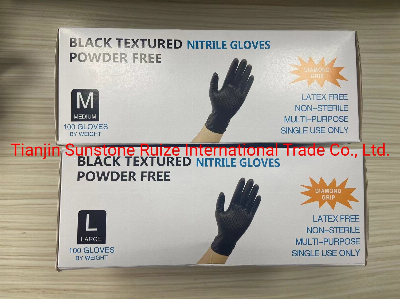 BLACK TEXTURED NITRILE GLOVES
POWDER FREE
DIAMOND
GRIP
M
MEDIUM
100 GLOVES
BY WEIGHT
LATEX FREE
NON-STERILE
MULTI-PURPOSE
SINGLE USE ONLY
Tianjin Sunstone Ruize International Trade Co., Ltd.
BLACK TEXTURED NITRILE GLOVES
POWDER FREE
DIAMOND
GRIP
L
LARGE
100 GLOVES
BY WEIGHT
LATEX FREE
NON-STERILE
MULTI-PURPOSE
SINGLE USE ONLY